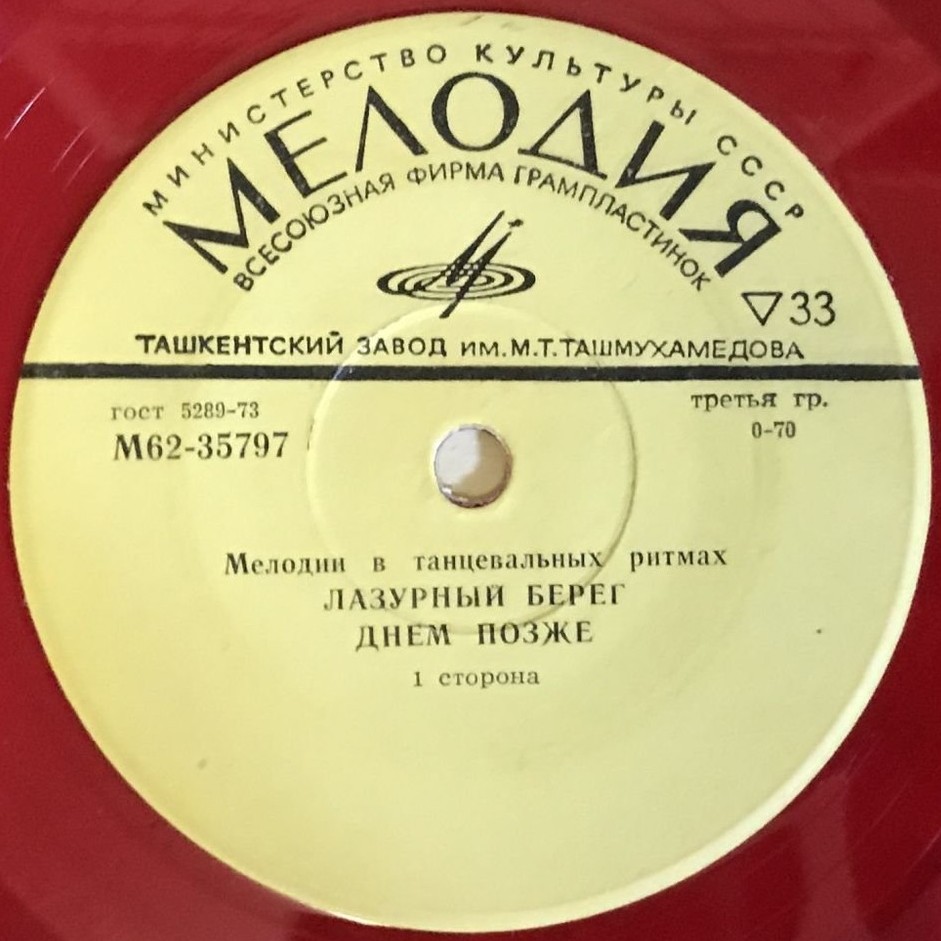 МИНИСТЕРСТВО КУЛЬТУРЫ СССР
МЕЛОДИЯ
ВСЕСОЮЗНАЯ ФИРМА ГРАМПЛАСТИНОК
▽33
ТАШКЕНТСКИЙ ЗАВОД ИМ.М.Т.ТАШМУХАМЕДОВА
гост 5289-73
третья гр.
М62-35797
0-70
Мелодии в танцевальных ритмах
ЛАЗУРНЫЙ БЕРЕГ
ДНЕМ ПОЗЖЕ
1 сторона